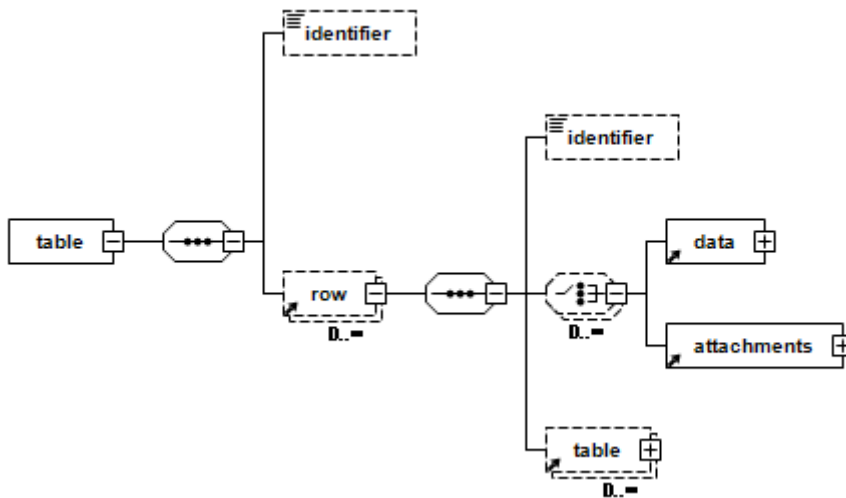 identifier
identifier
table
data
row
0..∞
0..∞
attachments
table
0..∞